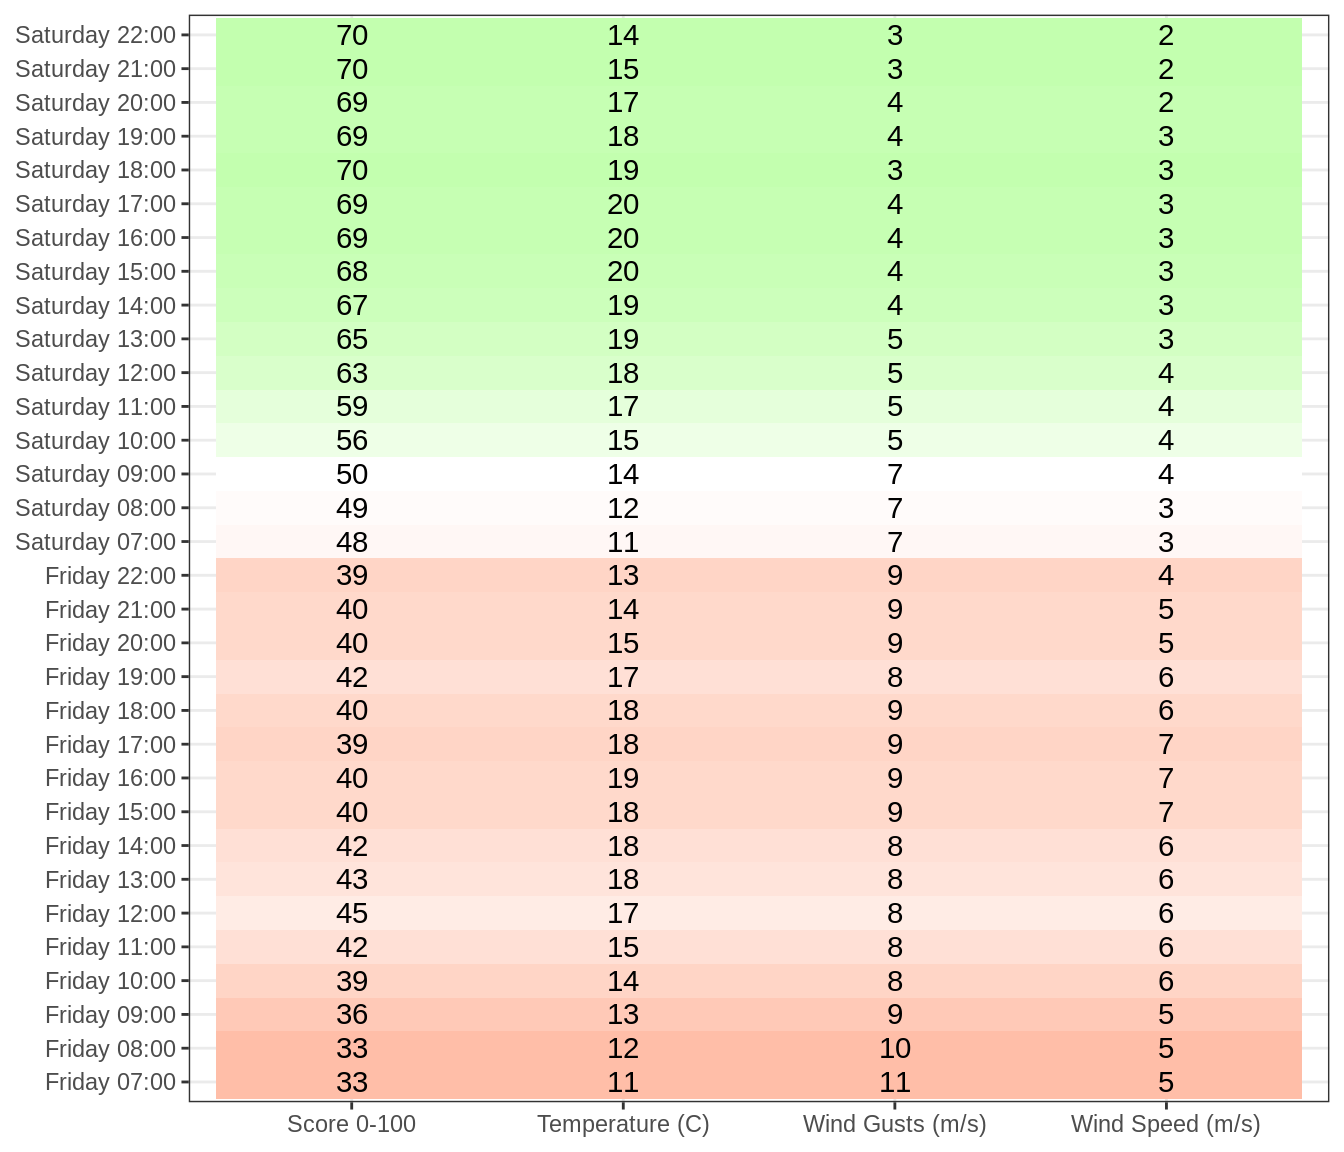 Saturday 22:00 70 14 3 2
Saturday 21:00 70 15 3 2
Saturday 20:00 69 17 4 2
Saturday 19:00 69 18 4 3
Saturday 18:00 70 19 3 3
Saturday 17:00 69 20 4 3
Saturday 16:00 69 20 4 3
Saturday 15:00 68 20 4 3
Saturday 14:00 67 19 4 3
Saturday 13:00 65 19 5 3
Saturday 12:00 63 18 5 4
Saturday 11:00 59 17 5 4
Saturday 10:00 56 15 5 4
Saturday 09:00 50 14 7 4
Saturday 08:00 49 12 7 3
Saturday 07:00 48 11 7 3
Friday 22:00 39 13 9 4
Friday 21:00 40 14 9 5
Friday 20:00 40 15 9 5
Friday 19:00 42 17 8 6
Friday 18:00 40 18 9 6
Friday 17:00 39 18 9 7
Friday 16:00 40 19 9 7
Friday 15:00 40 18 9 7
Friday 14:00 42 18 8 6
Friday 13:00 43 18 8 6
Friday 12:00 45 17 8 6
Friday 11:00 42 15 8 6
Friday 10:00 39 14 8 6
Friday 09:00 36 13 9 5
Friday 08:00 33 12 10 5
Friday 07:00 33 11 11 5
Score 0-100 Temperature (C) Wind Gusts (m/s) Wind Speed (m/s)